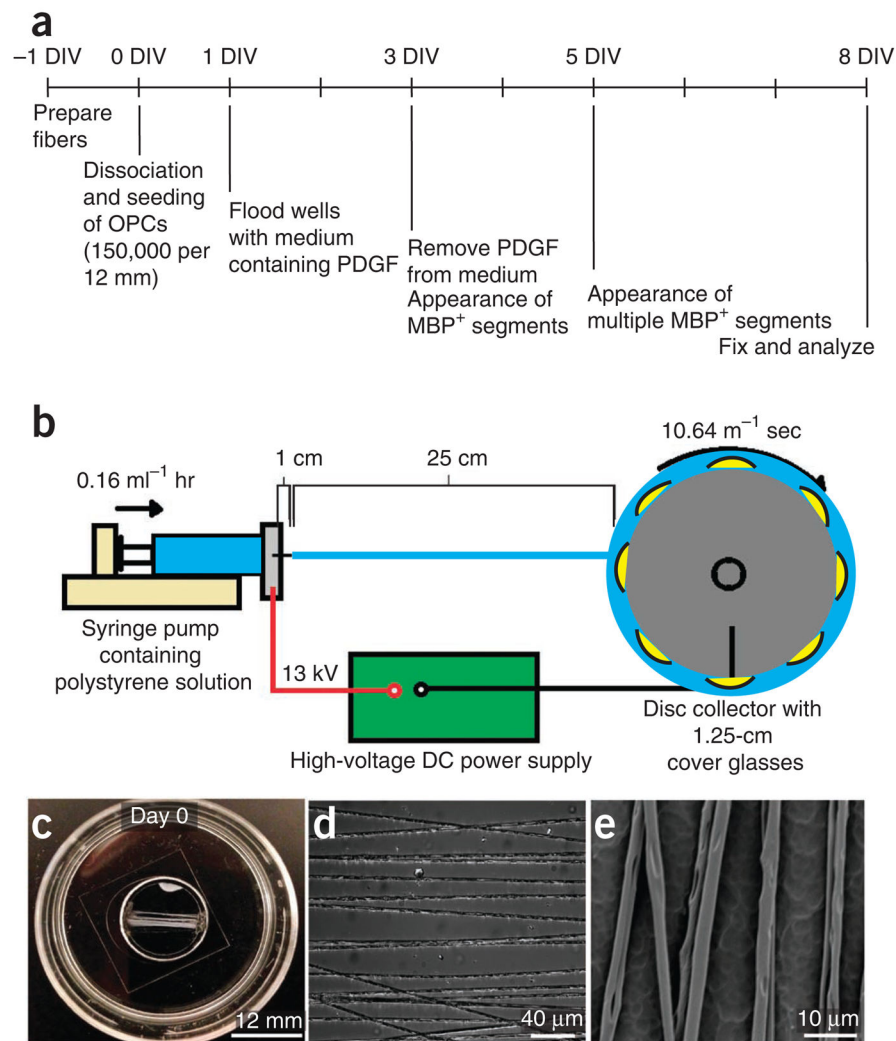 a
–1 DIV 0 DIV 1 DIV 3 DIV 5 DIV 8 DIV
Prepare
fibers
Dissociation
and seeding
of OPCs
(150,000 per
12 mm)
Flood wells
with medium
containing PDGF
Remove PDGF
from medium
Appearance of
MBP⁺ segments
Appearance of
multiple MBP⁺ segments
Fix and analyze
b
10.64 m⁻¹ sec
1 cm 25 cm
0.16 ml⁻¹ hr
Syringe pump
containing
polystyrene solution
13 kV
High-voltage DC power supply
Disc collector with
1.25-cm
cover glasses
c
Day 0
12 mm
d
40 μm
e
10 μm